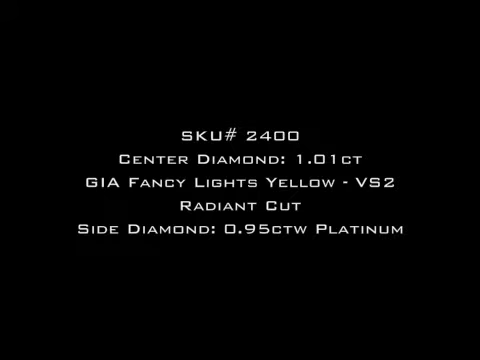 SKU# 2400
Center Diamond: 1.01ct
GIA Fancy Lights Yellow - VS2
Radiant Cut
Side Diamond: 0.95ctw Platinum